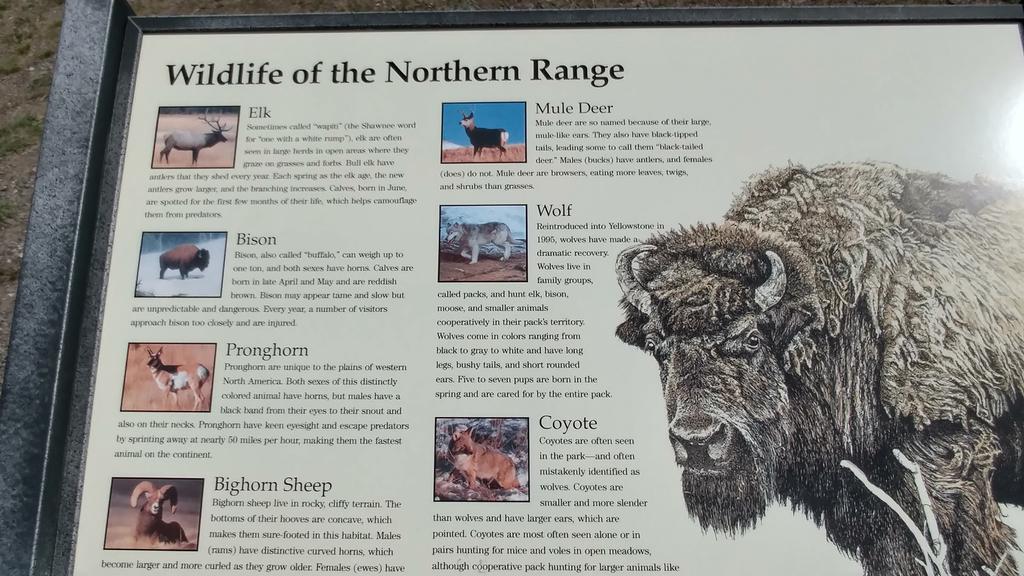 Wildlife of the Northern Range
Elk
Sometimes called "wapiti" (the Shawnee word
for "one with a white rump"), elk are often
seen in large herds in open areas where they
graze on grasses and forbs. Bull elk have
antlers that they shed every year. Each spring as the elk age, the new
antlers grow larger, and the branching increases. Calves, born in June,
are spotted for the first few months of their life, which helps camouflage
them from predators.
Bison
Bison, also called "buffalo," can weigh up to
one ton, and both sexes have horns. Calves are
born in late April and May and are reddish
brown. Bison may appear tame and slow but
are unpredictable and dangerous. Every year, a number of visitors
approach bison too closely and are injured.
Pronghorn
Pronghorn are unique to the plains of western
North America. Both sexes of this distinctly
colored animal have horns, but males have a
black band from their eyes to their snout and
also on their necks. Pronghorn have keen eyesight and escape predators
by sprinting away at nearly 50 miles per hour, making them the fastest
animal on the continent.
Bighorn Sheep
Bighorn sheep live in rocky, cliffy terrain. The
bottoms of their hooves are concave, which
makes them sure-footed in this habitat. Males
(rams) have distinctive curved horns, which
become larger and more curled as they grow older. Females (ewes) have
Mule Deer
Mule deer are so named because of their large,
mule-like ears. They also have black-tipped
tails, leading some to call them "black-tailed
deer." Males (bucks) have antlers, and females
(does) do not. Mule deer are browsers, eating more leaves, twigs,
and shrubs than grasses.
Wolf
Reintroduced into Yellowstone in
1995, wolves have made a
dramatic recovery.
Wolves live in
family groups,
called packs, and hunt elk, bison,
moose, and smaller animals
cooperatively in their pack's territory.
Wolves come in colors ranging from
black to gray to white and have long
legs, bushy tails, and short rounded
ears. Five to seven pups are born in the
spring and are cared for by the entire pack.
Coyote
Coyotes are often seen
in the park—and often
mistakenly identified as
wolves. Coyotes are
smaller and more slender
than wolves and have larger ears, which are
pointed. Coyotes are most often seen alone or in
pairs hunting for mice and voles in open meadows,
although cooperative pack hunting for larger animals like